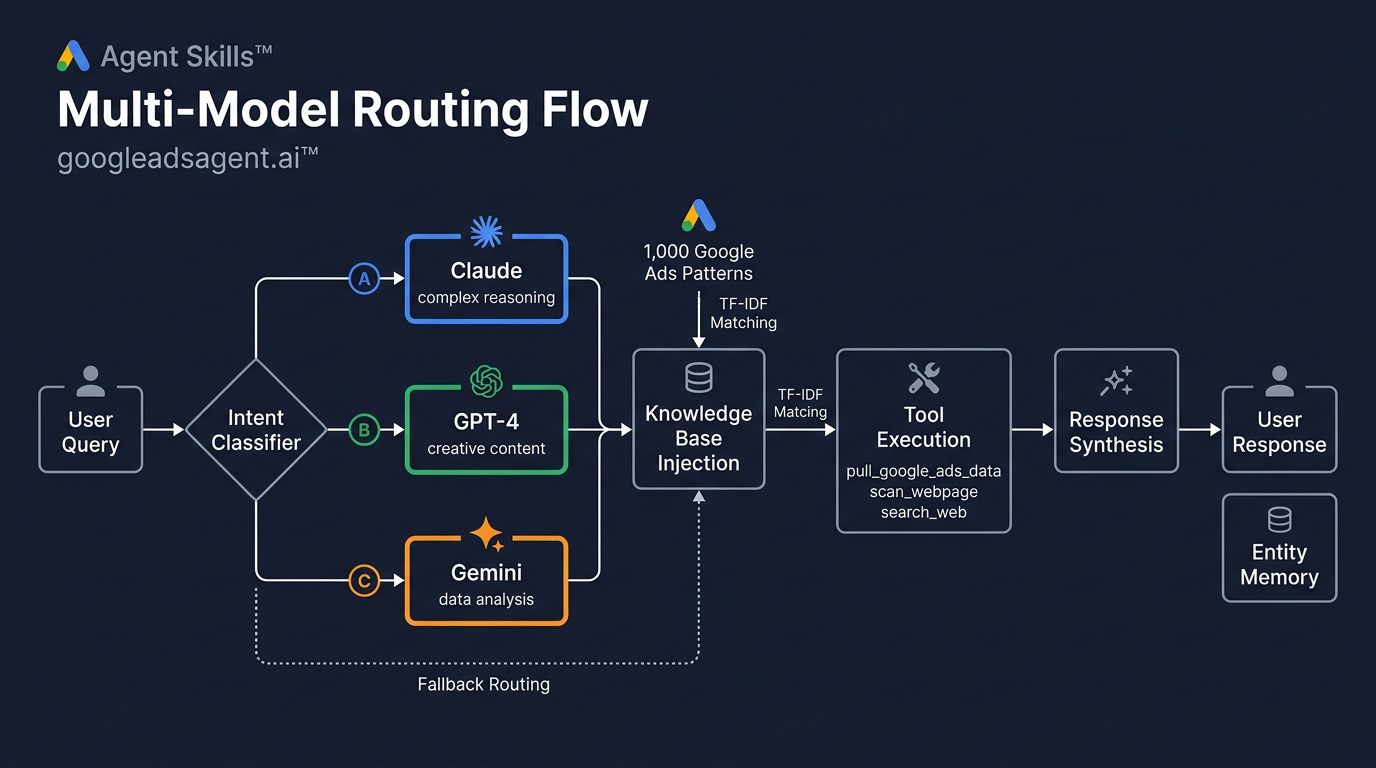 Agent Skills™
Multi-Model Routing Flow
googleadsagent.ai™
User
Query
Intent
Classifier
A
Claude
complex reasoning
B
GPT-4
creative content
C
Gemini
data analysis
Fallback Routing
1,000 Google
Ads Patterns
TF-IDF
Matching
Knowledge
Base
Injection
TF-IDF
Matcing
Tool
Execution
pull_google_ads_data
scan_webpage
search_web
Response
Synthesis
User
Response
Entity
Memory